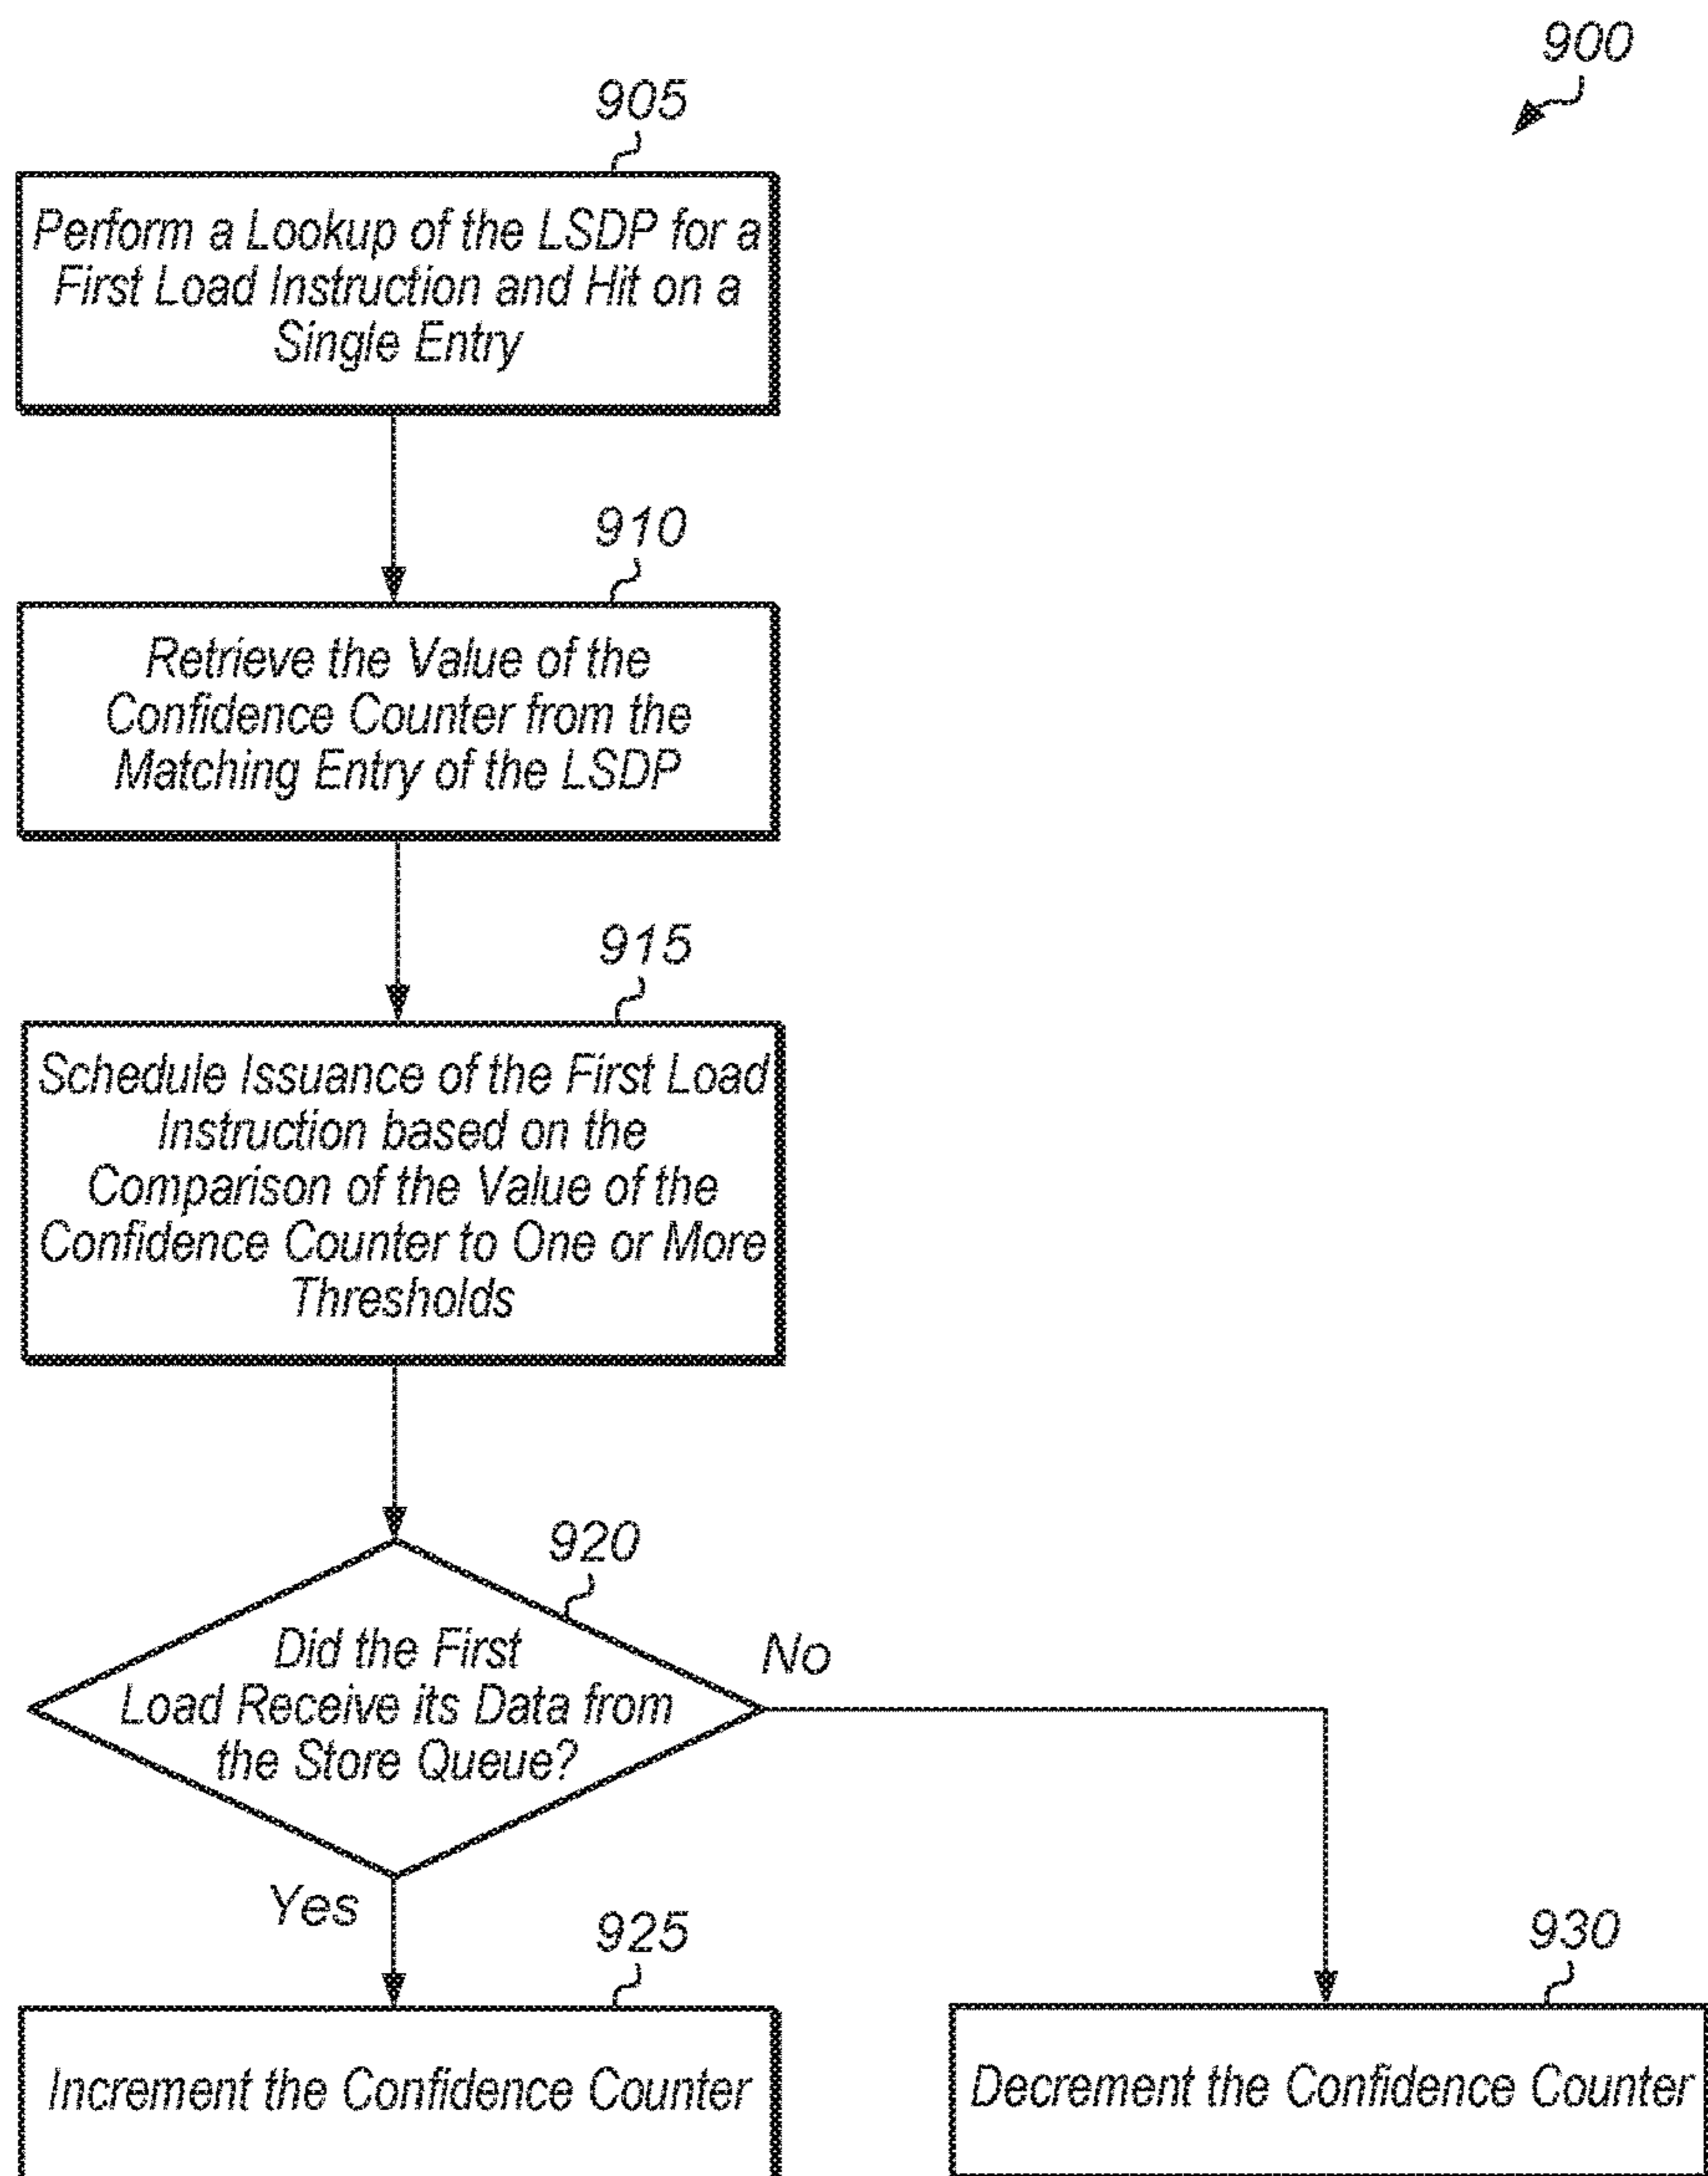 900
905
Perform a Lookup of the LSDP for a
First Load Instruction and Hit on a
Single Entry
910
Retrieve the Value of the
Confidence Counter from the
Matching Entry of the LSDP
915
Schedule Issuance of the First Load
Instruction based on the
Comparison of the Value of the
Confidence Counter to One or More
Thresholds
920
Did the First
Load Receive its Data from
the Store Queue?
No
Yes
925
Increment the Confidence Counter
930
Decrement the Confidence Counter